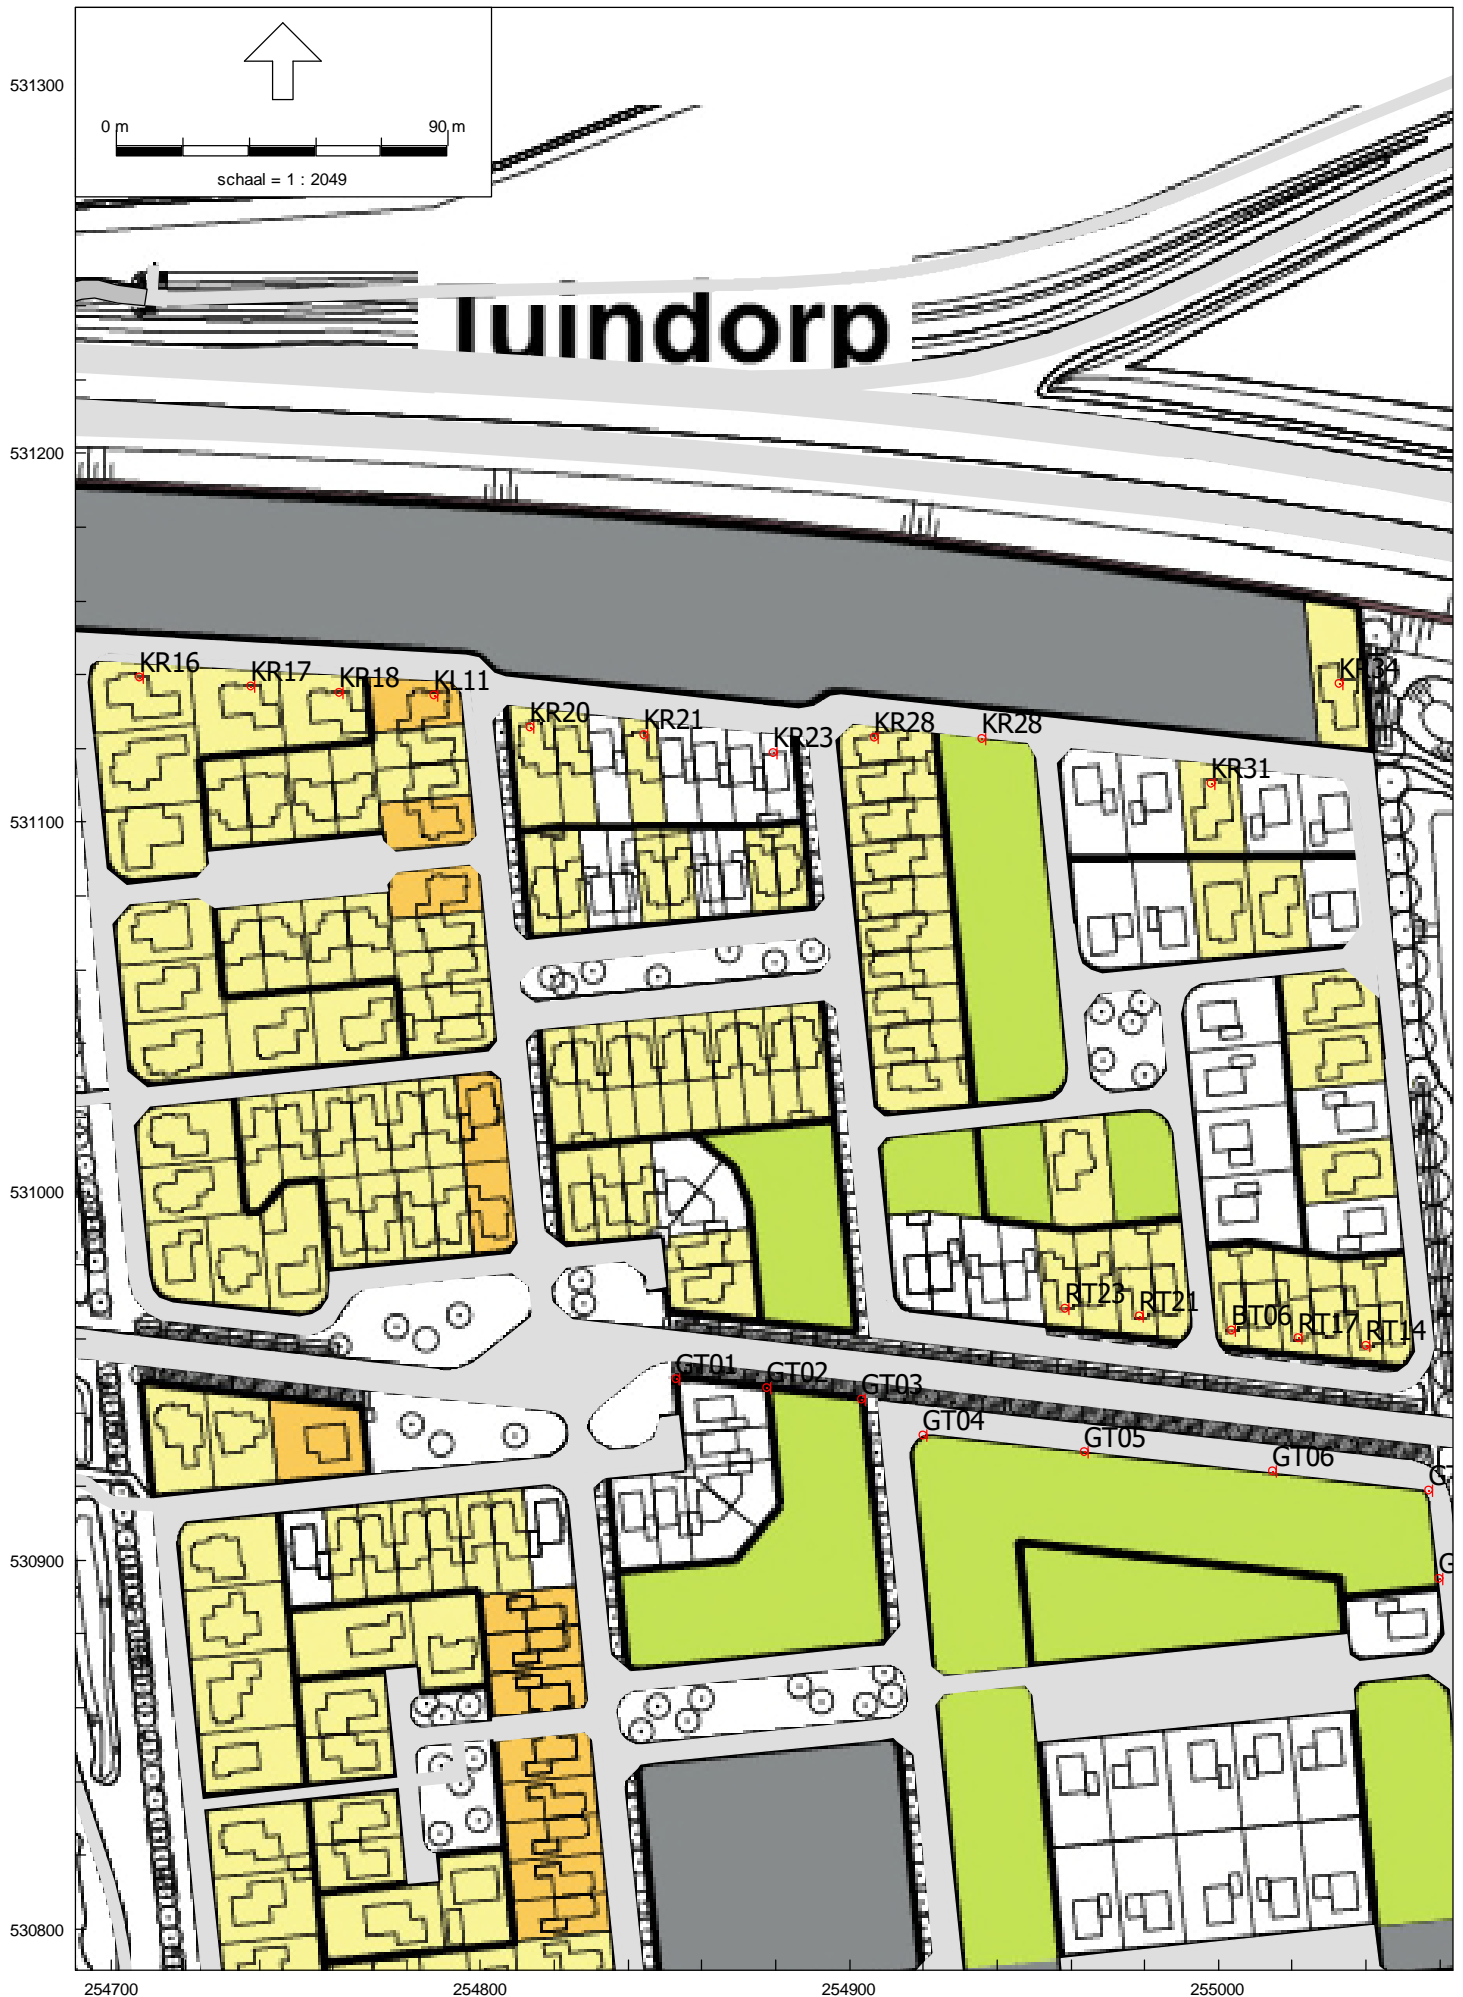 531300
0 m 90 m
schaal = 1 : 2049
Tuindorp
531200
KR16
KR17
KR18
KL11
KR34
KR20
KR21
KR23
KR28
KR28
KR31
531100
531000
RT23
RT21
BT06
RT17
RT14
GT01
GT02
GT03
GT04
GT05
GT06
G
530900
G
530800
254700 254800 254900 255000